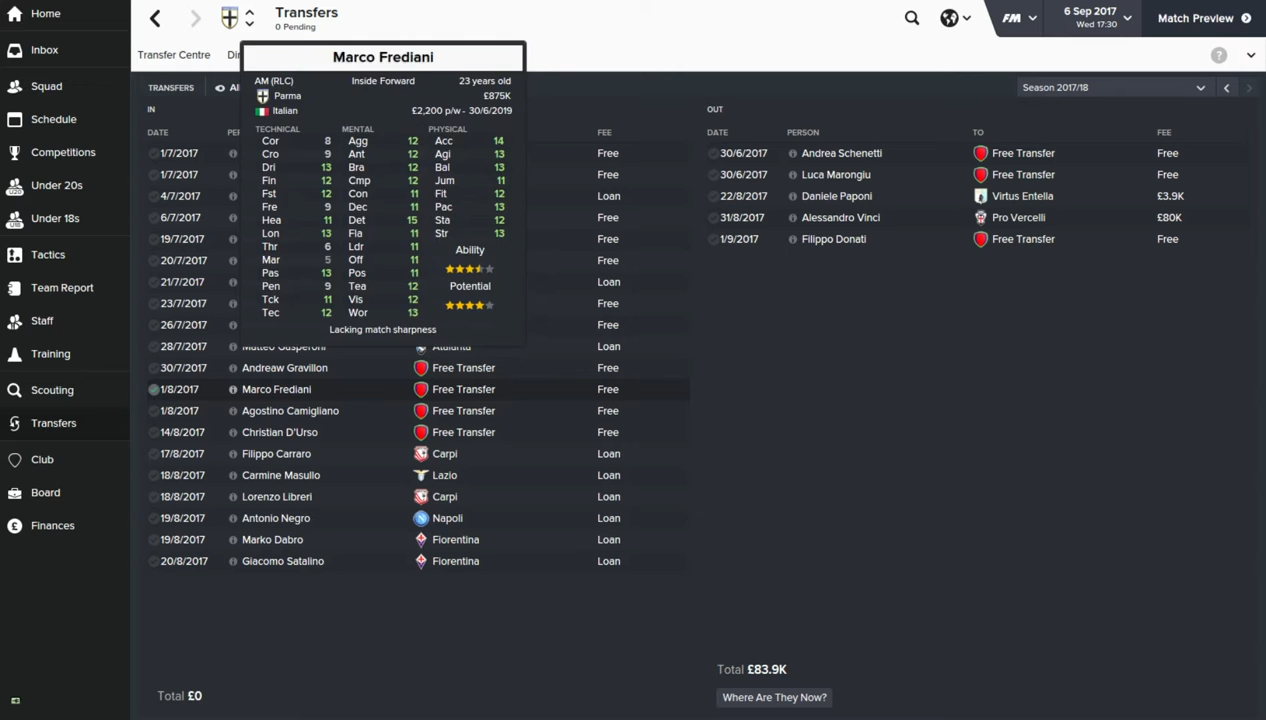 Home
Inbox
Squad
Schedule
Competitions
Under 20s
Under 18s
Tactics
Team Report
Staff
Training
Scouting
Transfers
Club
Board
Finances
Transfers
0 Pending
FM
6 Sep 2017
Wed 17:30
Match Preview
Transfer Centre
TRANSFERS
Season 2017/18
Marco Frediani
AM (RLC) Inside Forward 23 years old
Parma £875K
Italian £2,200 p/w - 30/6/2019
TECHNICAL MENTAL PHYSICAL
Cor 8 Agg 12 Acc 14
Cro 9 Ant 12 Agi 13
Dri 13 Bra 12 Bal 13
Fin 12 Cmp 12 Jum 11
Fst 12 Con 11 Fit 12
Fre 9 Dec 11 Pac 13
Hea 11 Det 15 Sta 12
Lon 13 Fla 11 Str 13
Thr 6 Ldr 11
Ability
Mar 5 Off 11
Pas 13 Pos 11
Pen 9 Tea 12
Potential
Tck 11 Vis 12
Tec 12 Wor 13
Lacking match sharpness
IN
DATE FEE
1/7/2017 Free
1/7/2017 Free
4/7/2017 Loan
6/7/2017 Free
19/7/2017 Free
20/7/2017 Free
21/7/2017 Loan
23/7/2017 Free
26/7/2017 Free
28/7/2017 Matteo Gasperoni Atalanta Loan
30/7/2017 Andreaw Gravillon Free Transfer Free
1/8/2017 Marco Frediani Free Transfer Free
1/8/2017 Agostino Camigliano Free Transfer Free
14/8/2017 Christian D'Urso Free Transfer Free
17/8/2017 Filippo Carraro Carpi Loan
18/8/2017 Carmine Masullo Lazio Loan
18/8/2017 Lorenzo Libreri Carpi Loan
19/8/2017 Antonio Negro Napoli Loan
19/8/2017 Marko Dabro Fiorentina Loan
20/8/2017 Giacomo Satalino Fiorentina Loan
Total £0
OUT
DATE PERSON TO FEE
30/6/2017 Andrea Schenetti Free Transfer Free
30/6/2017 Luca Marongiu Free Transfer Free
22/8/2017 Daniele Paponi Virtus Entella £3.9K
31/8/2017 Alessandro Vinci Pro Vercelli £80K
1/9/2017 Filippo Donati Free Transfer Free
Total £83.9K
Where Are They Now?